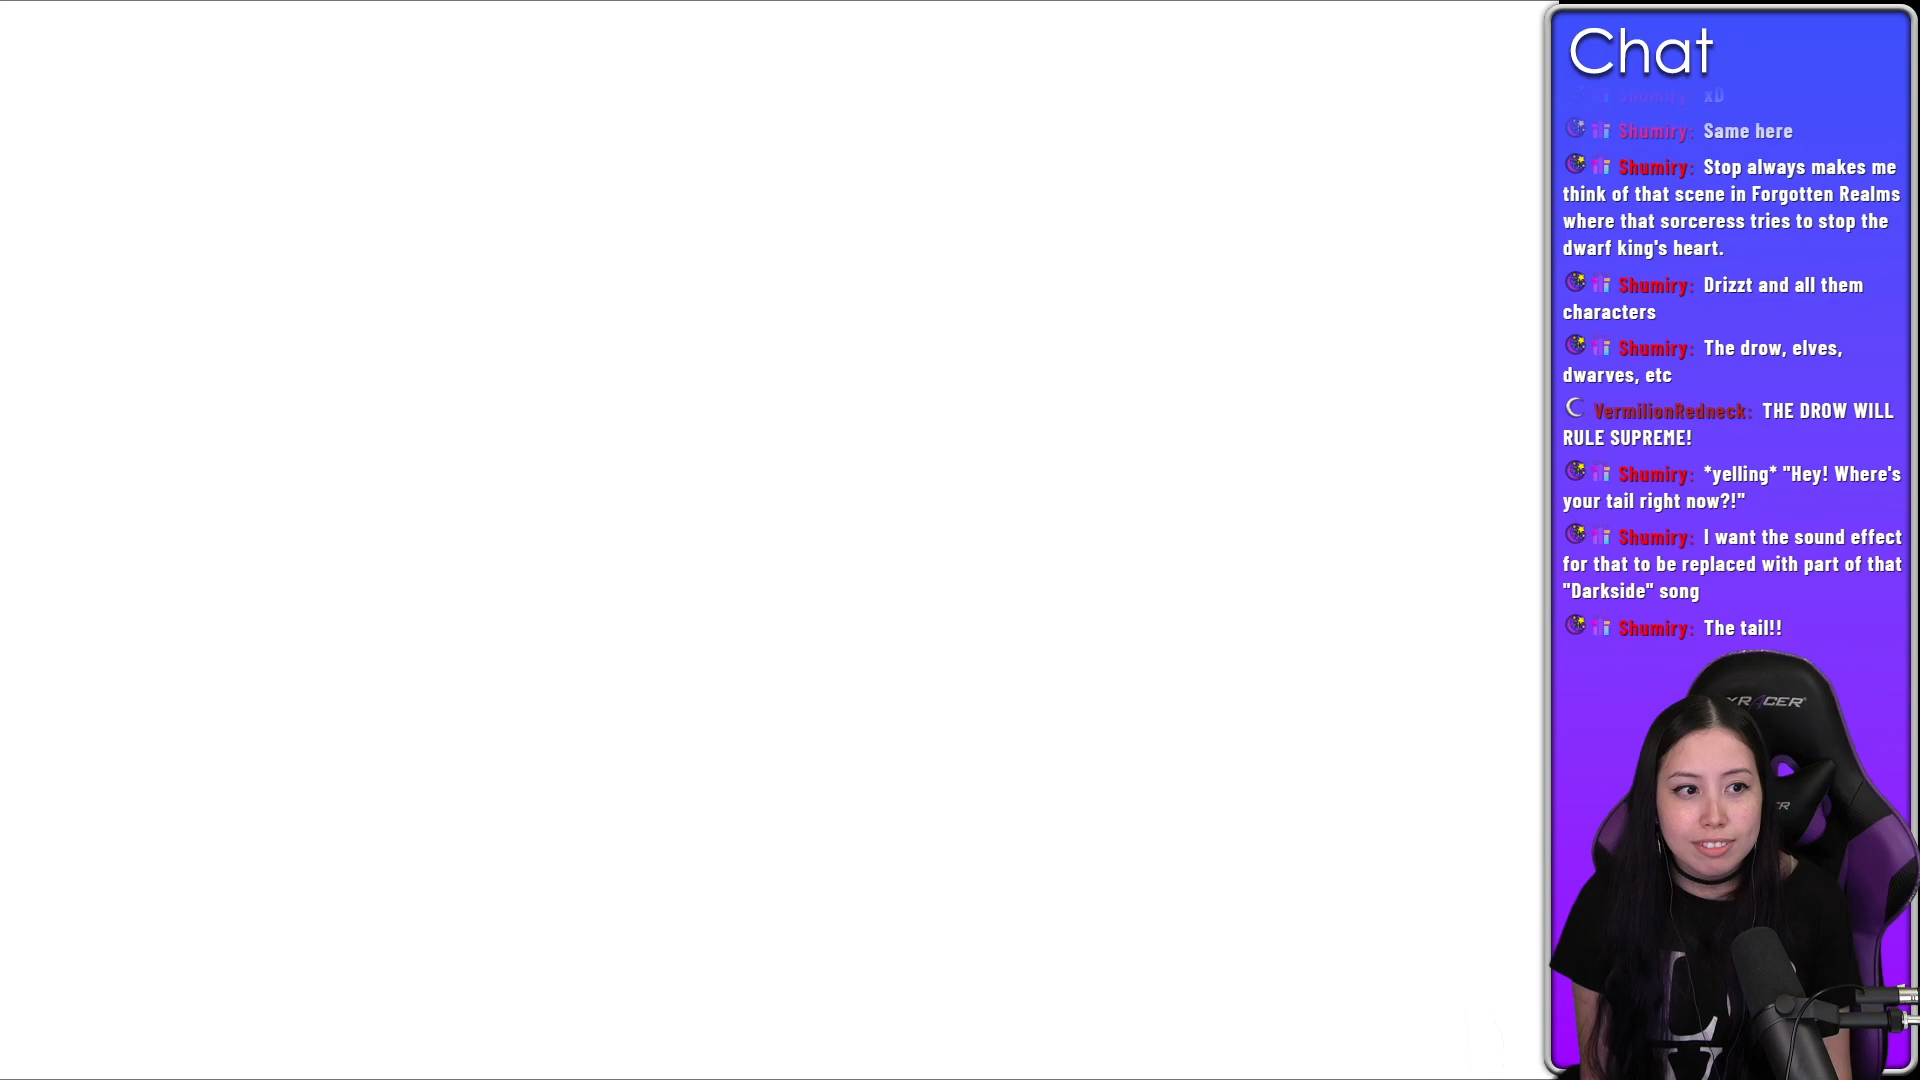 Chat
Shumiry: xD
Shumiry: Same here
Shumiry: Stop always makes me
think of that scene in Forgotten Realms
where that sorceress tries to stop the
dwarf king's heart.
Shumiry: Drizzt and all them
characters
Shumiry: The drow, elves,
dwarves, etc
VermilionRedneck: THE DROW WILL
RULE SUPREME!
Shumiry: *yelling* "Hey! Where's
your tail right now?!"
Shumiry: I want the sound effect
for that to be replaced with part of that
"Darkside" song
Shumiry: The tail!!